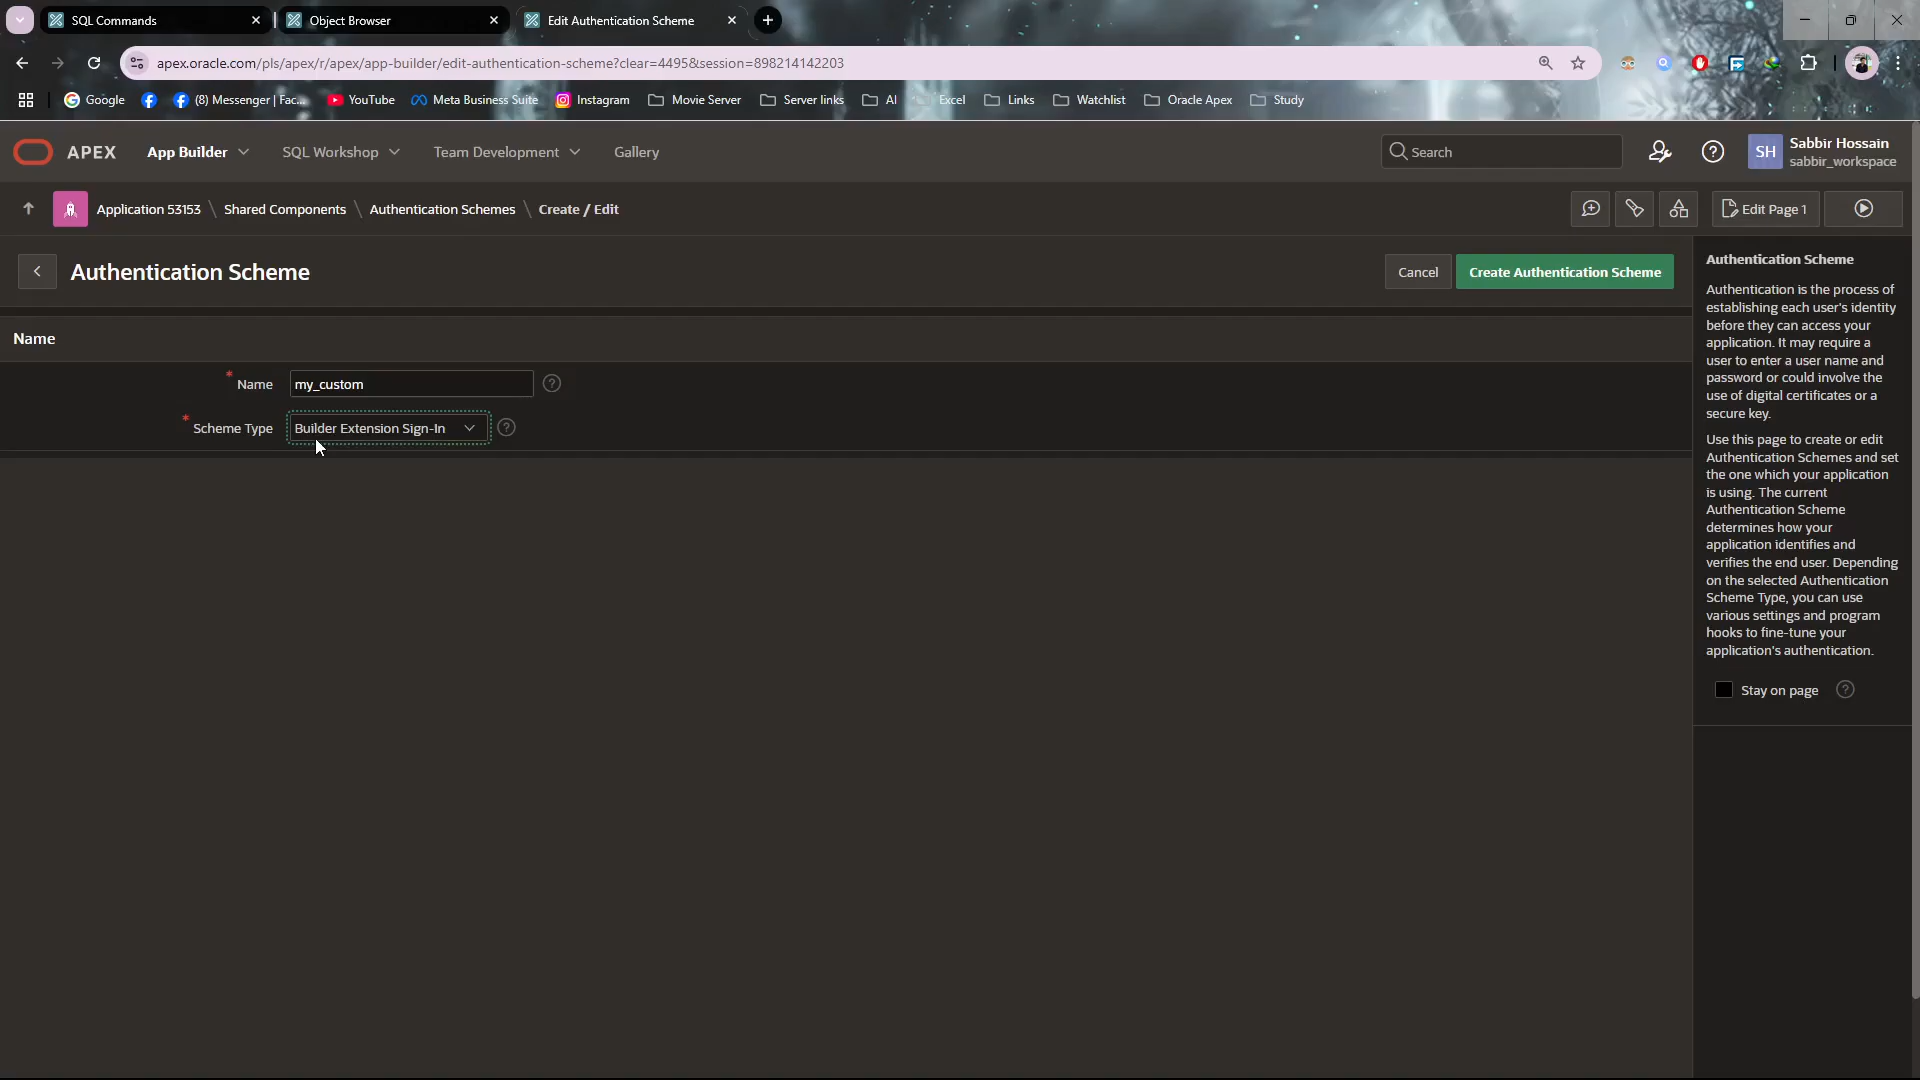 SQL Commands
Object Browser
Edit Authentication Scheme
apex.oracle.com/pls/apex/r/apex/app-builder/edit-authentication-scheme?clear=4495&session=898214142203
Google
(8) Messenger | Fac...
YouTube
Meta Business Suite
Instagram
Movie Server
Server links
AI
Excel
Links
Watchlist
Oracle Apex
Study
APEX
App Builder
SQL Workshop
Team Development
Gallery
Search
SH
Sabbir Hossain
sabbir_workspace
Application 53153 \ Shared Components \ Authentication Schemes \ Create / Edit
Edit Page 1
Authentication Scheme
Cancel
Create Authentication Scheme
Name
* Name
my_custom
* Scheme Type
Builder Extension Sign-In
Authentication Scheme
Authentication is the process of
establishing each user's identity
before they can access your
application. It may require a
user to enter a user name and
password or could involve the
use of digital certificates or a
secure key.
Use this page to create or edit
Authentication Schemes and set
the one which your application
is using. The current
Authentication Scheme
determines how your
application identifies and
verifies the end user. Depending
on the selected Authentication
Scheme Type, you can use
various settings and program
hooks to fine-tune your
application's authentication.
Stay on page